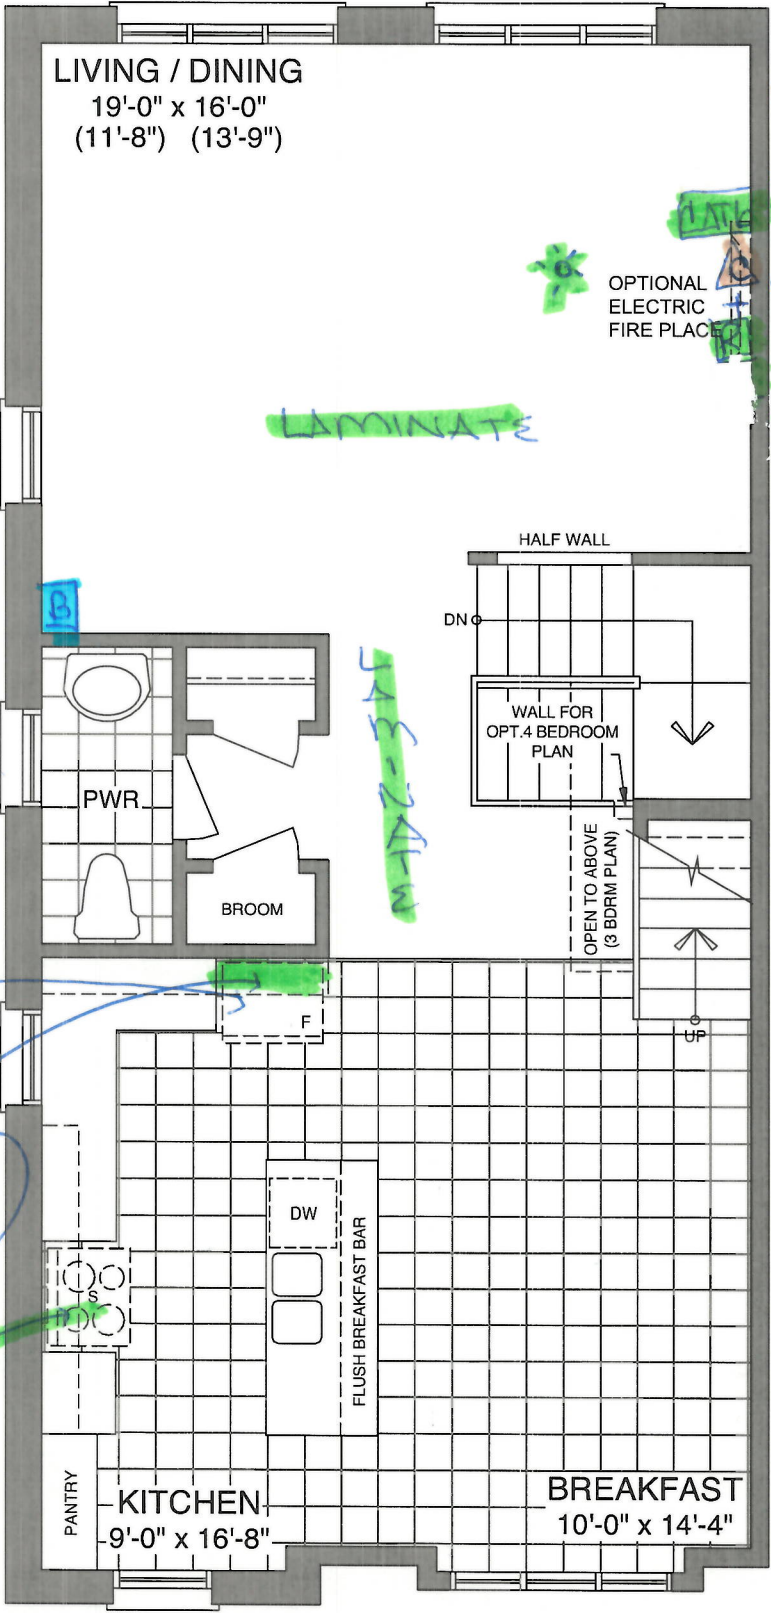 LIVING / DINING
19'-0" x 16'-0"
(11'-8") (13'-9")
OPTIONAL
ELECTRIC
FIRE PLACE
LAMINATE
HALF WALL
B
DN
WALL FOR
OPT.4 BEDROOM
PLAN
PWR
LAMINATE
BROOM
OPEN TO ABOVE
(3 BDRM PLAN)
F
UP
DW
FLUSH BREAKFAST BAR
S
PANTRY
KITCHEN
9'-0" x 16'-8"
BREAKFAST
10'-0" x 14'-4"